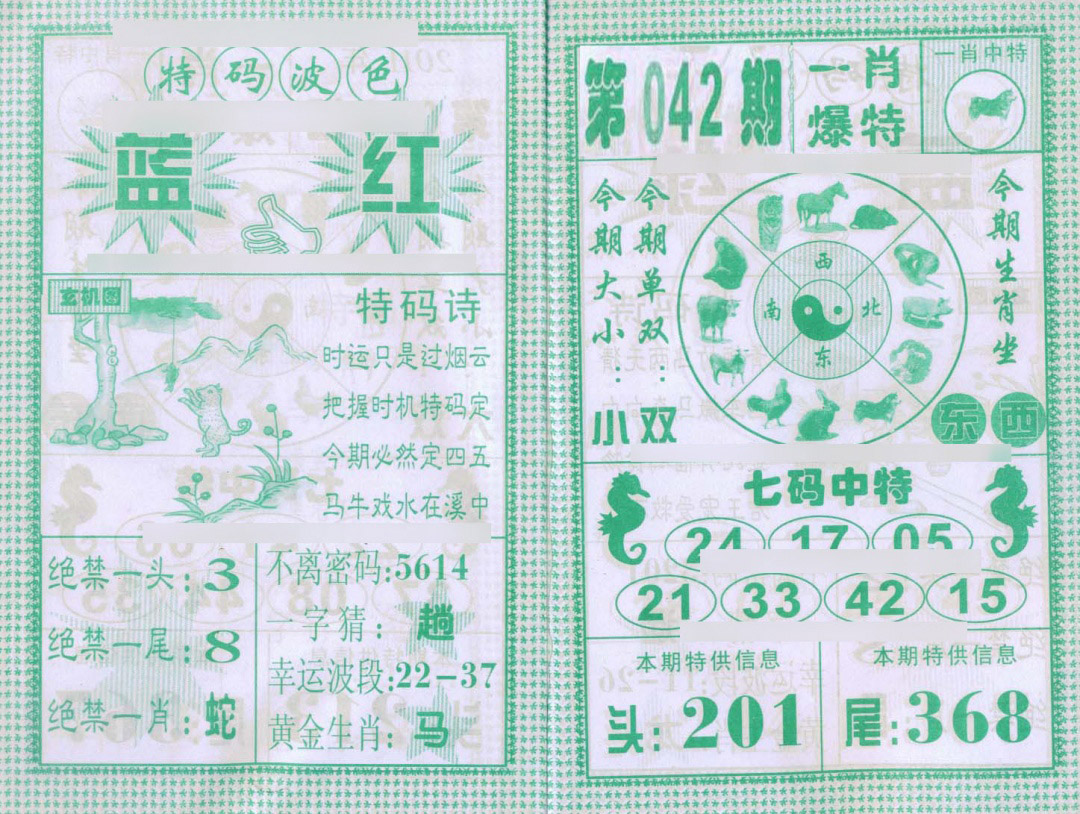 特码波色
蓝 红
玄机图
特码诗
时运只是过烟云
把握时机特码定
今期必然定四五
马牛戏水在溪中
绝禁一头:3
绝禁一尾:8
绝禁一肖:蛇
不离密码:5614
一字猜:趟
幸运波段:22-37
黄金生肖:马
第042期
一肖
爆特
一肖中特
今期大小:小
今期单双:双
西
南 北
东
今期生肖坐
东 西
七码中特
24 17 05
21 33 42 15
本期特供信息
头:201
本期特供信息
尾:368